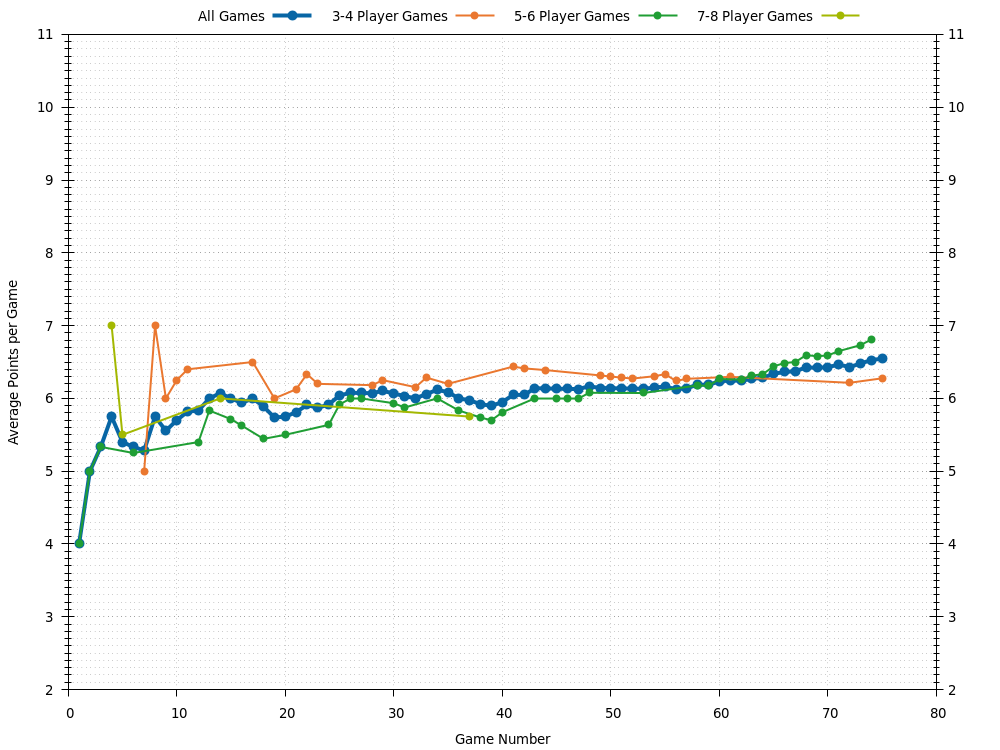 All Games 3-4 Player Games 5-6 Player Games 7-8 Player Games
11 11
10 10
9 9
8 8
7 7
6 6
5 5
4 4
3 3
2 2
Average Points per Game
0 10 20 30 40 50 60 70 80
Game Number